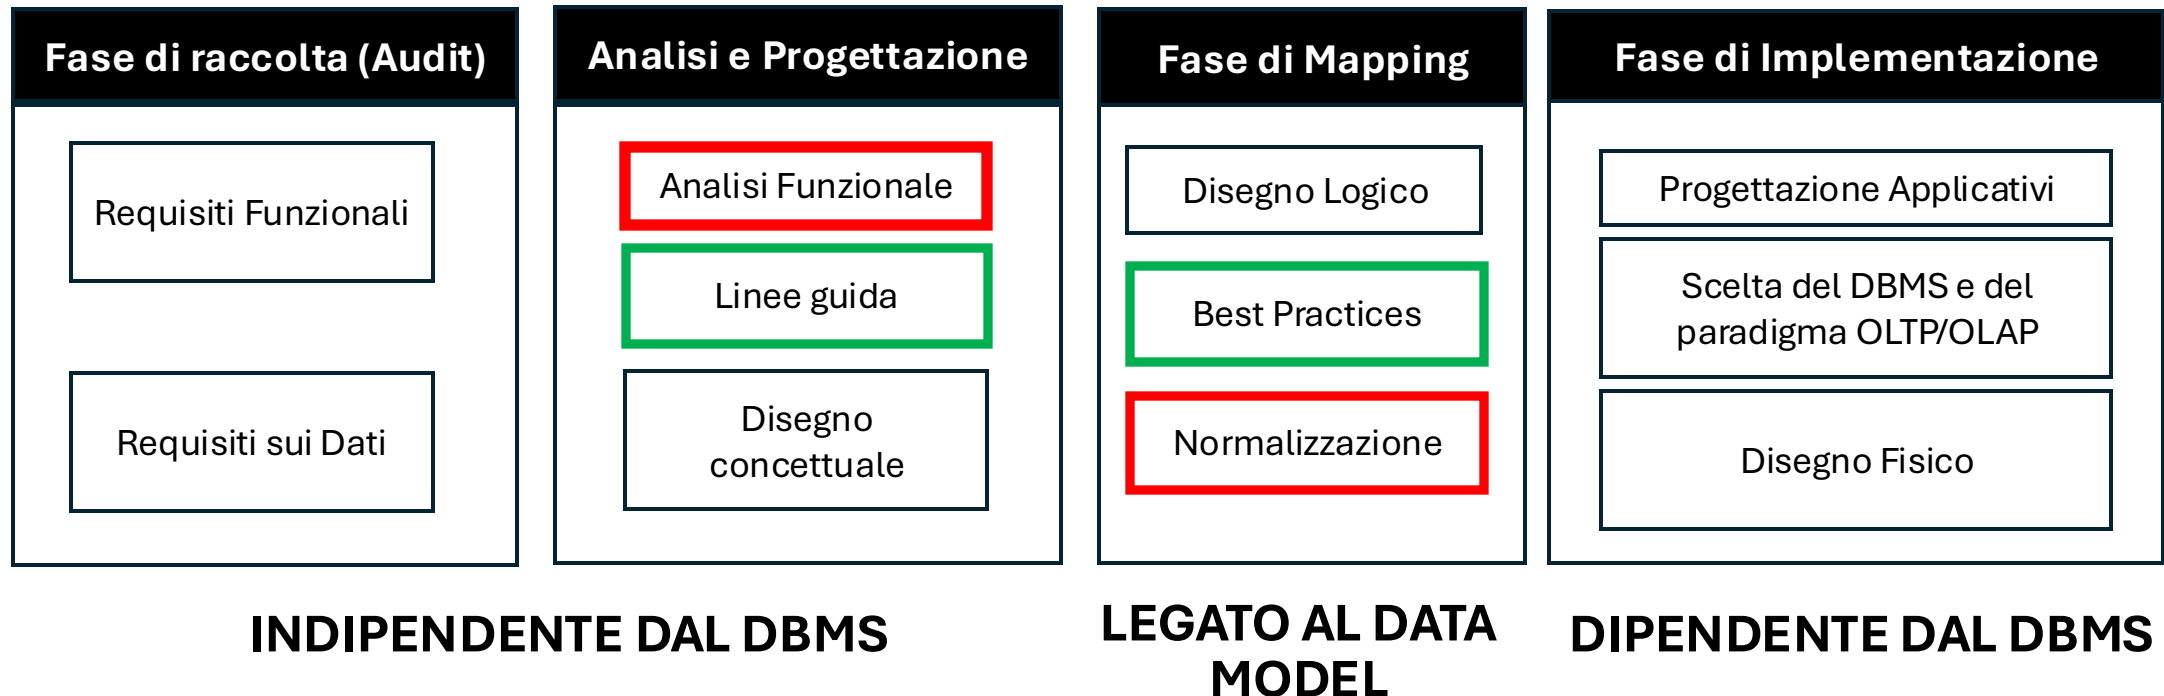 Fase di raccolta (Audit)
Requisiti Funzionali
Requisiti sui Dati
Analisi e Progettazione
Analisi Funzionale
Linee guida
Disegno
concettuale
Fase di Mapping
Disegno Logico
Best Practices
Normalizzazione
Fase di Implementazione
Progettazione Applicativi
Scelta del DBMS e del
paradigma OLTP/OLAP
Disegno Fisico
INDIPENDENTE DAL DBMS
LEGATO AL DATA
MODEL
DIPENDENTE DAL DBMS